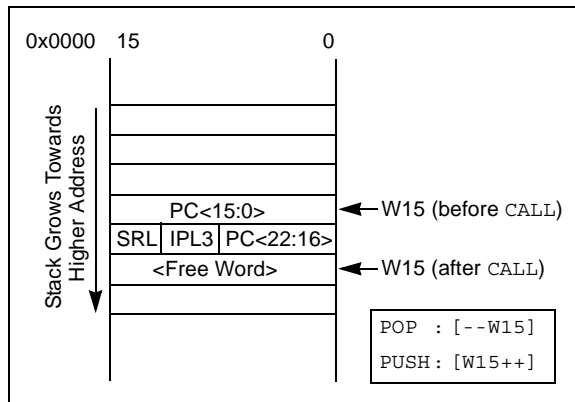 0x0000 15 0
Stack Grows Towards
Higher Address
PC<15:0>
W15 (before CALL)
SRL IPL3 PC<22:16>
<Free Word>
W15 (after CALL)
POP : [--W15]
PUSH : [W15++]